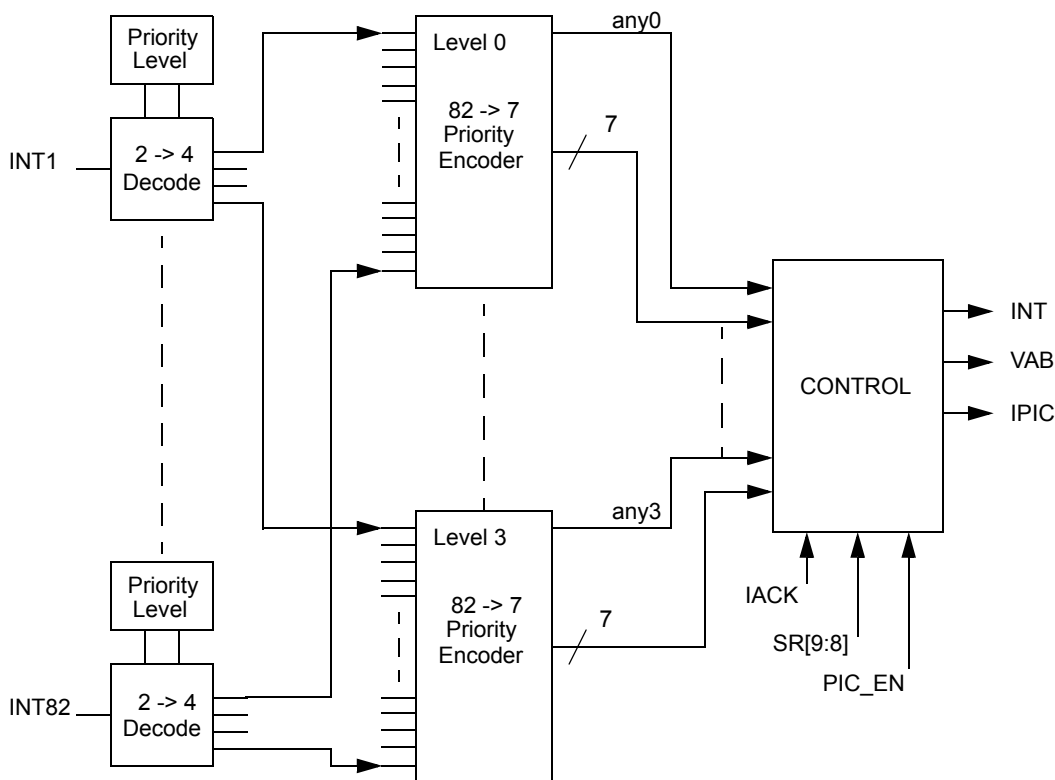 Priority
Level
INT1
2 -> 4
Decode
Level 0
82 -> 7
Priority
Encoder
any0
7
CONTROL
INT
VAB
IPIC
IACK
SR[9:8]
PIC_EN
Priority
Level
INT82
2 -> 4
Decode
Level 3
82 -> 7
Priority
Encoder
any3
7